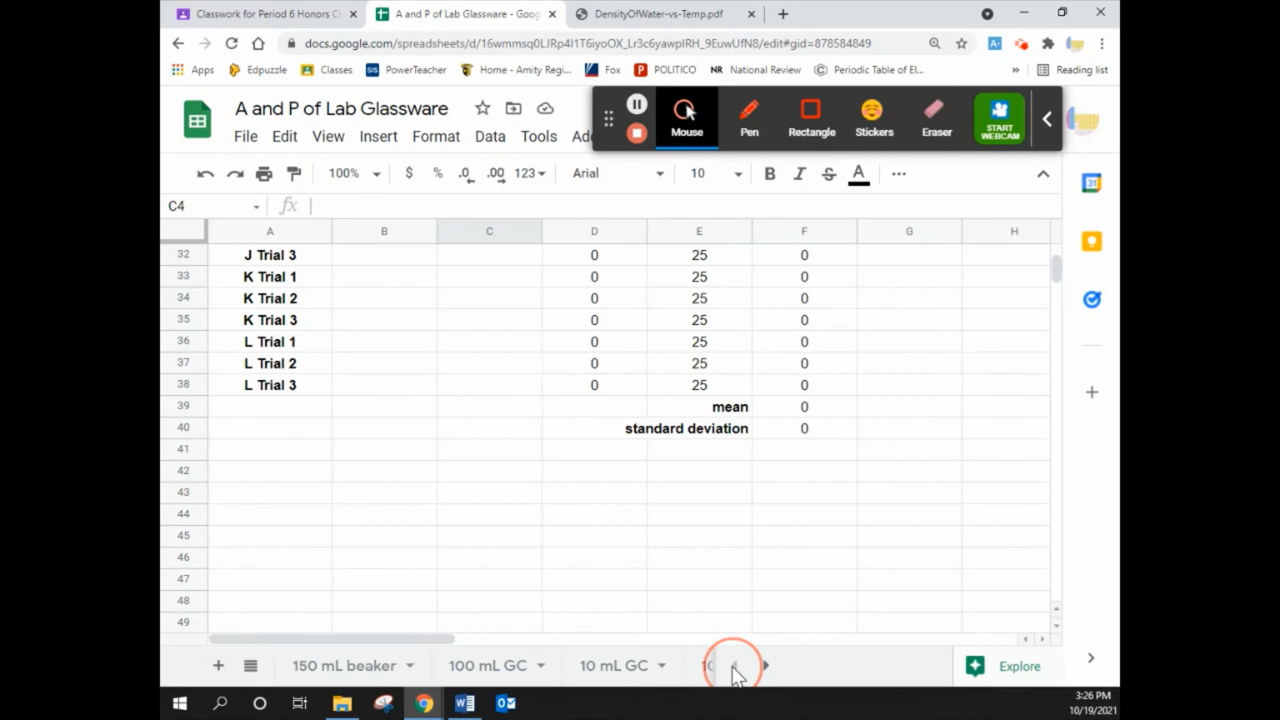 Classwork for Period 6 Honors Cl
A and P of Lab Glassware - Goog
DensityOfWater-vs-Temp.pdf
docs.google.com/spreadsheets/d/16wmmsq0LJRp4I1T6iyoOX_Lr3c6yawpIRH_9EuwUfN8/edit#gid=878584849
Apps Edpuzzle Classes SIS PowerTeacher Home - Amity Regi... Fox POLITICO NR National Review Periodic Table of El... » Reading list
A and P of Lab Glassware
File Edit View Insert Format Data Tools
Mouse Pen Rectangle Stickers Eraser START WEBCAM
100% $ % .0 .00 123 Arial 10 B I S A
C4 fx
A B C D E F G H
32 J Trial 3 0 25 0
33 K Trial 1 0 25 0
34 K Trial 2 0 25 0
35 K Trial 3 0 25 0
36 L Trial 1 0 25 0
37 L Trial 2 0 25 0
38 L Trial 3 0 25 0
39 mean 0
40 standard deviation 0
41
42
43
44
45
46
47
48
49
150 mL beaker 100 mL GC 10 mL GC Explore
3:26 PM
10/19/2021